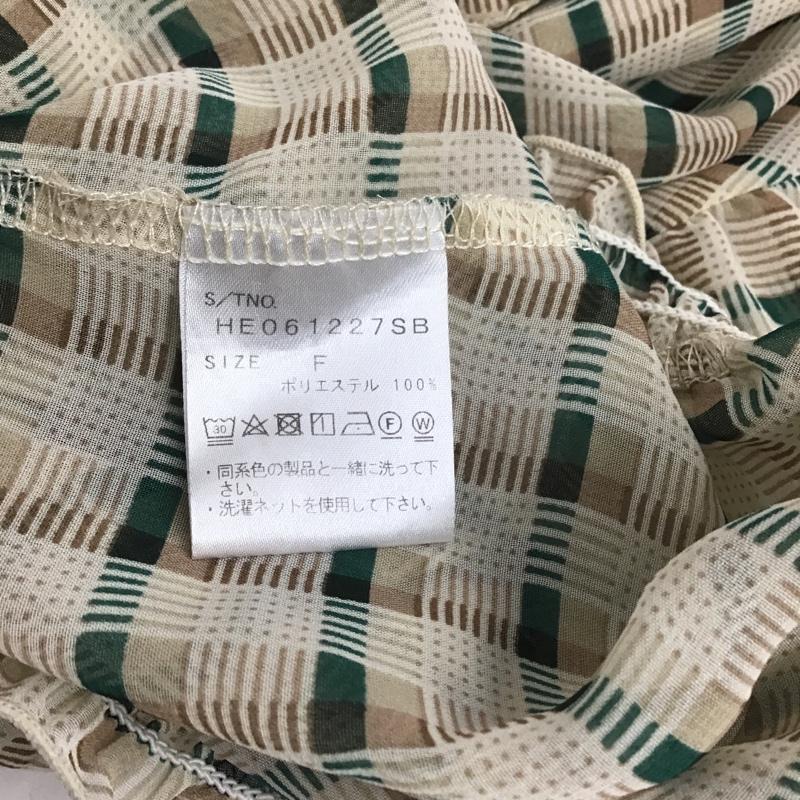 S/TNO.
HE061227SB
SIZE F
ポリエステル 100%
30 F W
・同系色の製品と一緒に洗って下
さい。
・洗濯ネットを使用して下さい。